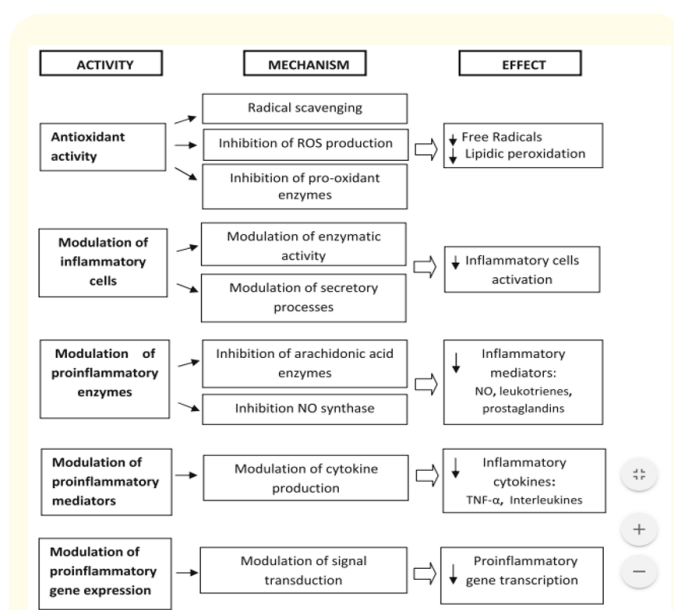 ACTIVITY
MECHANISM
EFFECT
Antioxidant
activity
Radical scavenging
Inhibition of ROS production
Inhibition of pro-oxidant
enzymes
Free Radicals
Lipidic peroxidation
Modulation of
inflammatory
cells
Modulation of enzymatic
activity
Modulation of secretory
processes
Inflammatory cells
activation
Modulation of
proinflammatory
enzymes
Inhibition of arachidonic acid
enzymes
Inhibition NO synthase
Inflammatory
mediators:
NO, leukotrienes,
prostaglandins
Modulation of
proinflammatory
mediators
Modulation of cytokine
production
Inflammatory
cytokines:
TNF-α, Interleukines
Modulation of
proinflammatory
gene expression
Modulation of signal
transduction
Proinflammatory
gene transcription